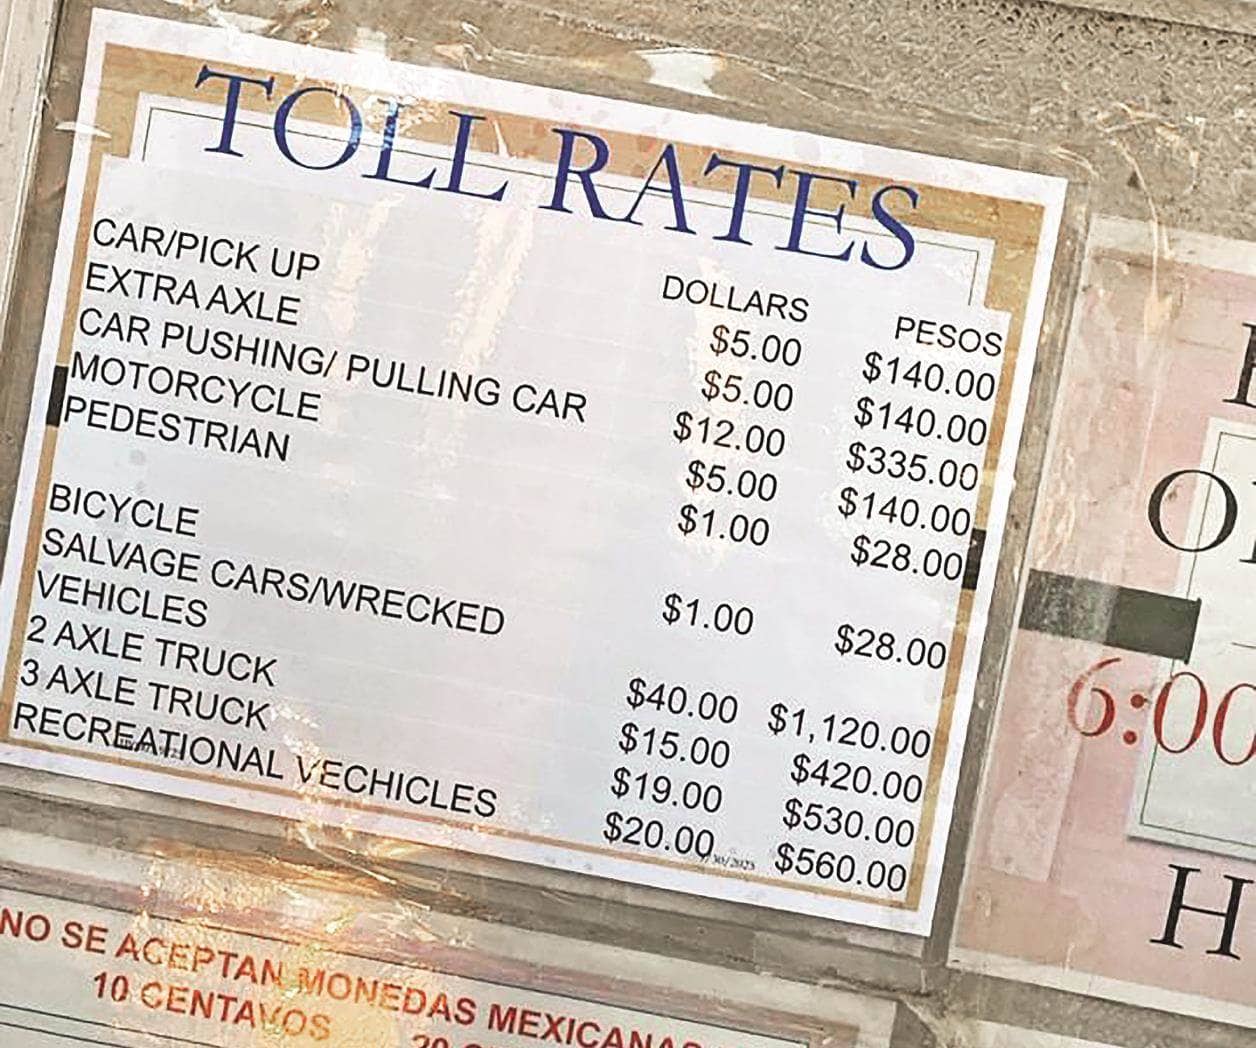 TOLL RATES
DOLLARS PESOS
CAR/PICK UP $5.00 $140.00
EXTRA AXLE $5.00 $140.00
CAR PUSHING/ PULLING CAR $12.00 $335.00
MOTORCYCLE $5.00 $140.00
PEDESTRIAN $1.00 $28.00
BICYCLE $1.00 $28.00
SALVAGE CARS/WRECKED
VEHICLES $40.00 $1,120.00
2 AXLE TRUCK $15.00 $420.00
3 AXLE TRUCK $19.00 $530.00
RECREATIONAL VECHICLES $20.00 $560.00
NO SE ACEPTAN MONEDAS MEXICANAS
10 CENTAVOS
6:00
H